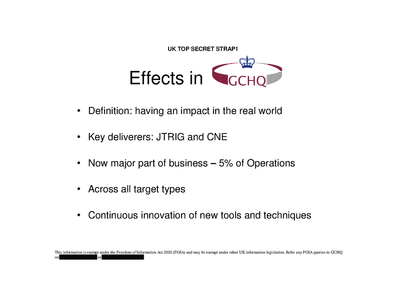 UK TOP SECRET STRAP1
Effects in GCHQ
• Definition: having an impact in the real world
• Key deliverers: JTRIG and CNE
• Now major part of business – 5% of Operations
• Across all target types
• Continuous innovation of new tools and techniques
This information is exempt under the Freedom of Information Act 2000 (FOIA) and may be exempt under other UK information legislation. Refer any FOIA queries to GCHQ
on or